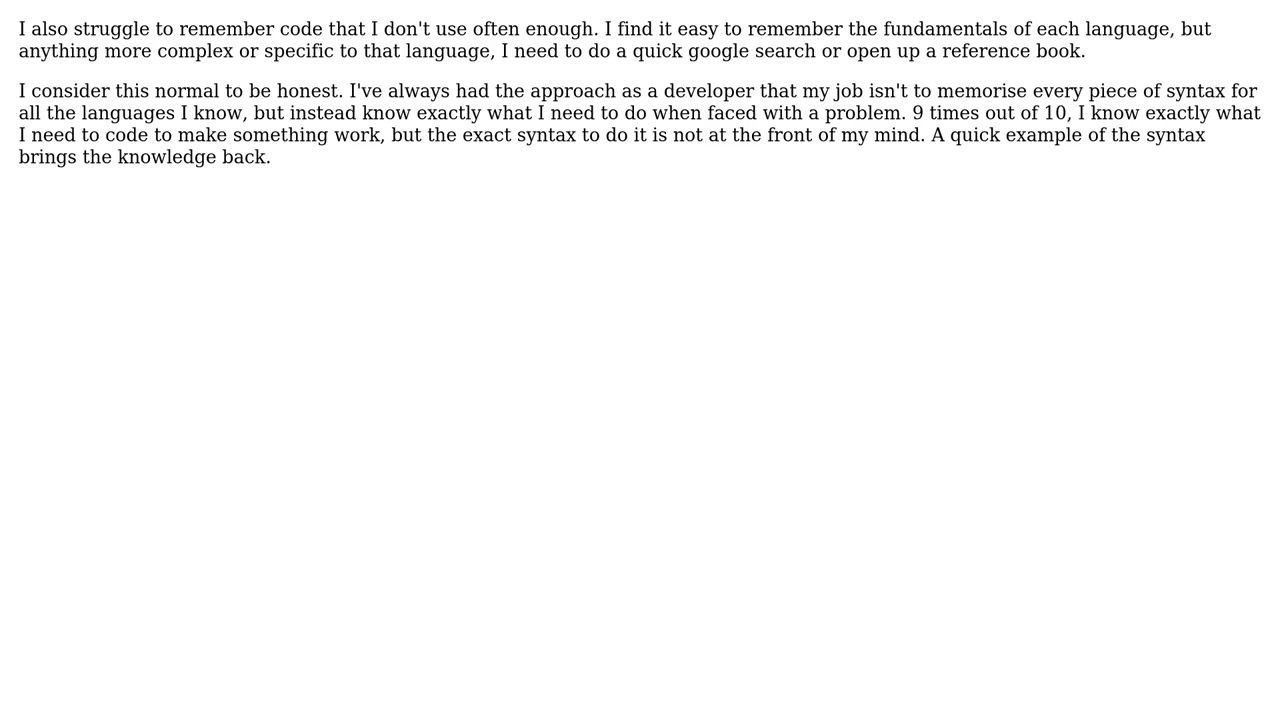 I also struggle to remember code that I don't use often enough. I find it easy to remember the fundamentals of each language, but
anything more complex or specific to that language, I need to do a quick google search or open up a reference book.
I consider this normal to be honest. I've always had the approach as a developer that my job isn't to memorise every piece of syntax for
all the languages I know, but instead know exactly what I need to do when faced with a problem. 9 times out of 10, I know exactly what
I need to code to make something work, but the exact syntax to do it is not at the front of my mind. A quick example of the syntax
brings the knowledge back.